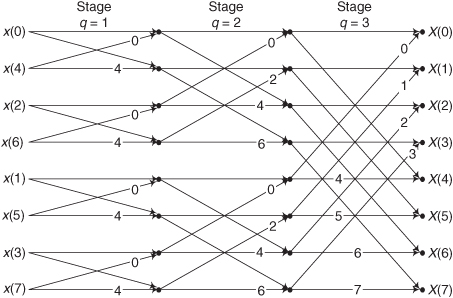 Stage Stage Stage
q = 1 q = 2 q = 3
x(0) 0 0 0 X(0)
x(4) 4 2 1 X(1)
x(2) 0 4 2 X(2)
x(6) 4 6 3 X(3)
x(1) 0 0 4 X(4)
x(5) 4 2 5 X(5)
x(3) 0 4 6 X(6)
x(7) 4 6 7 X(7)